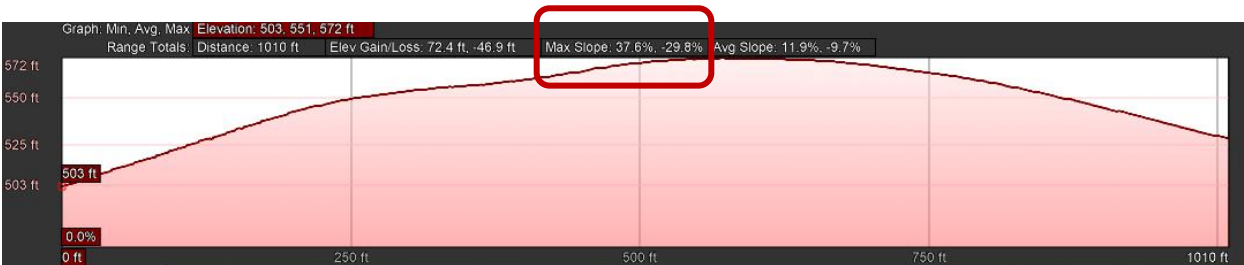 Graph: Min, Avg, Max Elevation: 503, 551, 572 ft
Range Totals: Distance: 1010 ft Elev Gain/Loss: 72.4 ft, -46.9 ft Max Slope: 37.6%, -29.8% Avg Slope: 11.9%, -9.7%
572 ft
550 ft
525 ft
503 ft
503 ft
0.0%
0 ft 250 ft 500 ft 750 ft 1010 ft